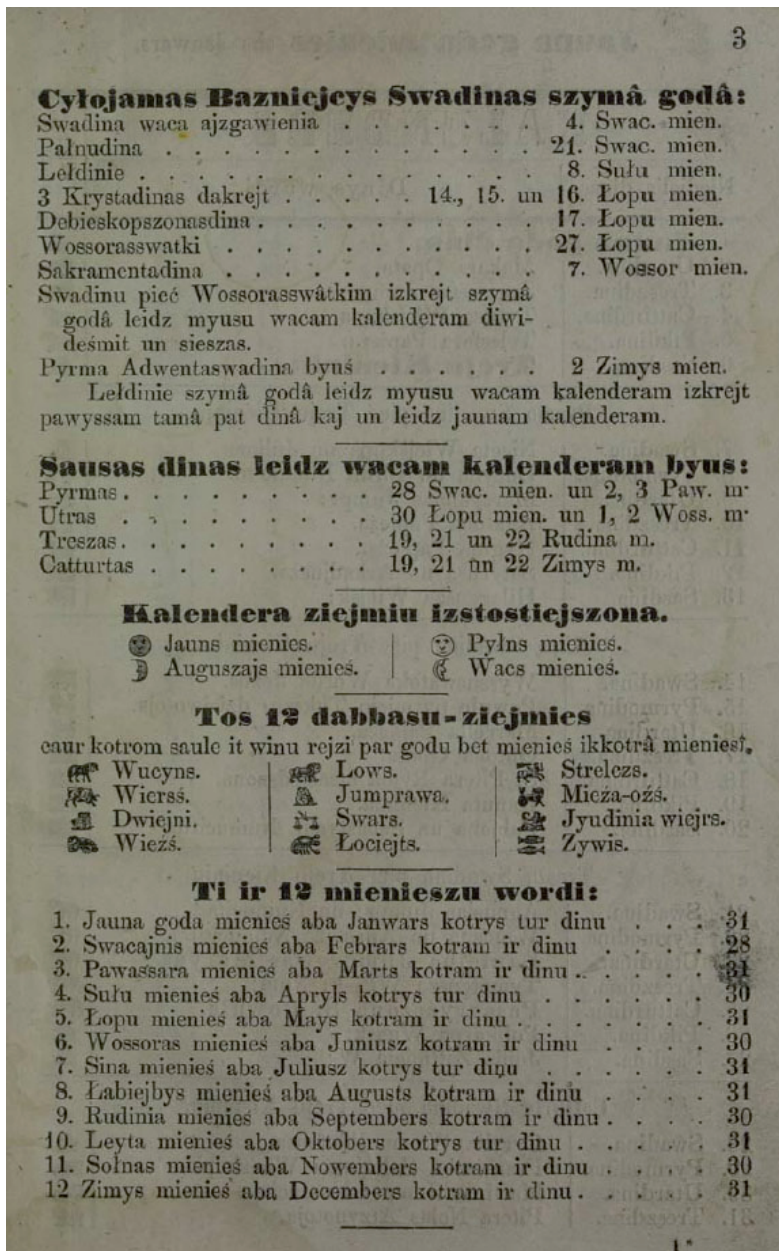 3
Cyłojamas Bazniejcys Swadinas szymâ godâ:
Swadina waca ajzgawienia . . . . . . . 4. Swac. mien.
Pałnudina . . . . . . . . . . . . . 21. Swac. mien.
Lełdinie . . . . . . . . . . . . . . 8. Sułu mien.
3 Krystadinas dakrejt . . . . . 14., 15. un 16. Łopu mien.
Debieskopszonasdina . . . . . . . . . . 17. Łopu mien.
Wossorasswatki . . . . . . . . . . . 27. Łopu mien.
Sakramentadina . . . . . . . . . . . 7. Wossor mien.
Swadinu pieć Wossorasswâtkim izkrejt szymâ
godâ leidz myusu wacam kalenderam diwi-
deśmit un sieszas.
Pyrma Adwentaswadina byuś . . . . . . 2 Zimys mien.
Lełdinie szymâ godâ leidz myusu wacam kalenderam izkrejt
pawyssam tamâ pat dinâ kaj un leidz jaunam kalenderam.
Sausas dinas leidz wacam kalenderam byus:
Pyrmas . . . . . . . . . . 28 Swac. mien. un 2, 3 Paw. m·
Utras . . . . . . . . . 30 Łopu mien. un 1, 2 Woss. m·
Treszas . . . . . . . . . . 19, 21 un 22 Rudina m.
Catturtas . . . . . . . . . 19, 21 un 22 Zimys m.
Kalendera ziejmiu izstostiejszona.
Jauns mienies. Pylns mienieś.
Auguszajs mienieś. Wacs mienieś.
Tos 12 dabbasu-ziejmies
caur kotrom saule it winu rejzi par godu bet mienieś ikkotrâ mieniesî.
Wucyns. Lows. Strelczs.
Wiersś. Jumprawa. Mieźa-oźś.
Dwiejni. Swars. Jyudinia wiejrs.
Wieźś. Łociejts. Zywis.
Ti ir 12 mienieszu wordi:
1. Jauna goda mienieś aba Janwars kotrys tur dinu . . . 31
2. Swacajnis mienieś aba Febrars kotram ir dinu . . . . 28
3. Pawassara mienieś aba Marts kotram ir dinu . . . . . 31
4. Sułu mienieś aba Apryls kotrys tur dinu . . . . . . 30
5. Łopu mienieś aba Mays kotram ir dinu . . . . . . . 31
6. Wossoras mienieś aba Juniusz kotram ir dinu . . . . 30
7. Sina mienieś aba Juliusz kotrys tur dinu . . . . . . 31
8. Łabiejbys mienieś aba Augusts kotram ir dinu . . . . 31
9. Rudinia mienieś aba Septembers kotram ir dinu . . . . 30
10. Leyta mienieś aba Oktobers kotrys tur dinu . . . . . 31
11. Sołnas mienieś aba Nowembers kotram ir dinu . . . . 30
12 Zimys mienieś aba Decembers kotram ir dinu . . . . . 31
1*